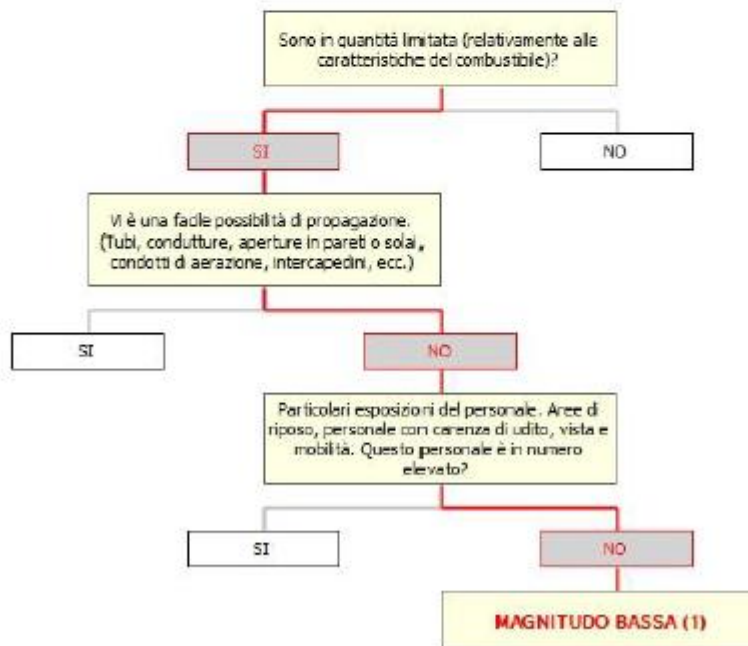 Sono in quantità limitata (relativamente alle
caratteristiche del combustibile)?
SI
NO
Vi è una facile possibilità di propagazione.
(Tubi, condutture, aperture in pareti o solai,
condotti di aerazione, intercapedini, ecc.)
SI
NO
Particolari esposizioni del personale. Aree di
riposo, personale con carenza di udito, vista e
mobilità. Questo personale è in numero
elevato?
SI
NO
MAGNITUDO BASSA (1)